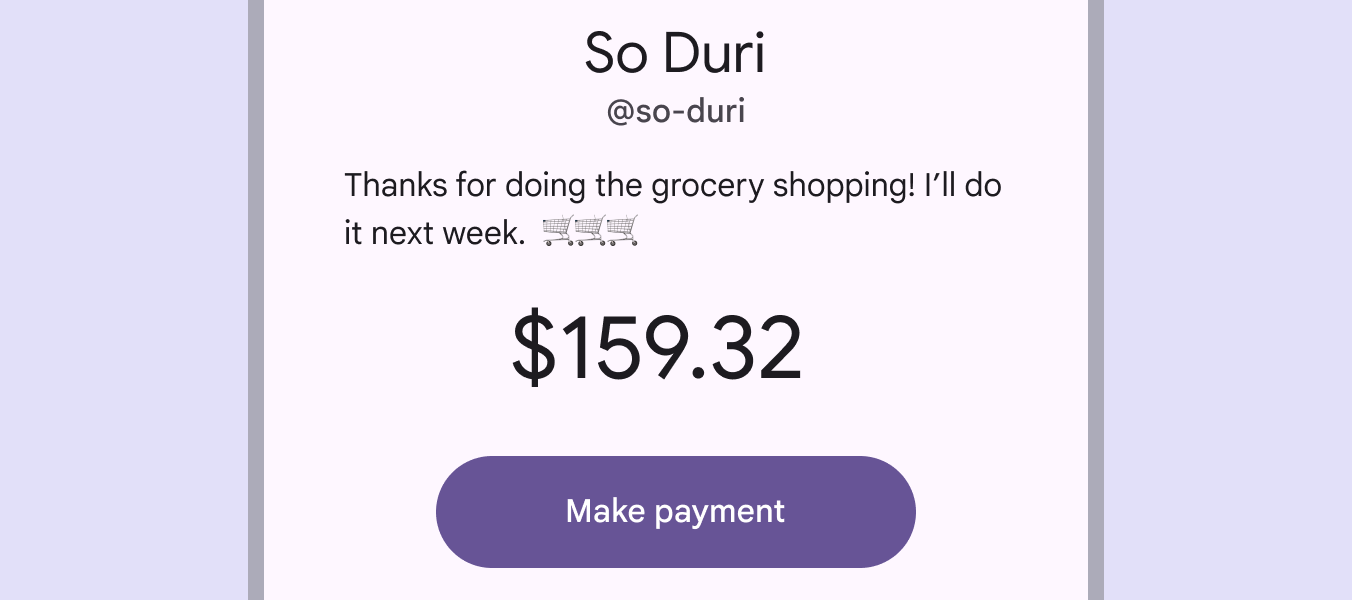 So Duri
@so-duri
Thanks for doing the grocery shopping! I’ll do
it next week. 🛒🛒🛒
$159.32
Make payment